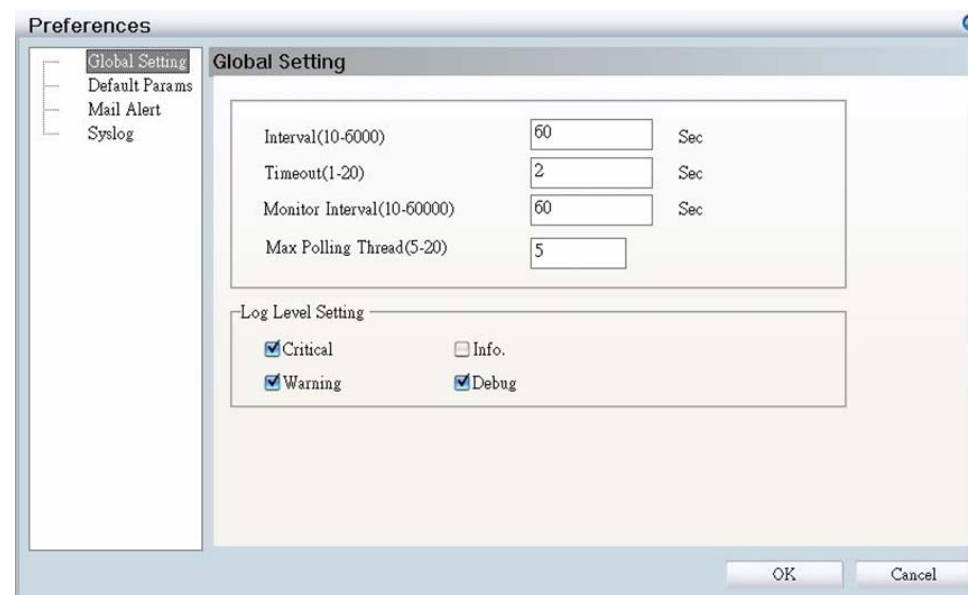 Preferences
Global Setting
Default Params
Mail Alert
Syslog
Global Setting
Interval(10-6000) 60 Sec
Timeout(1-20) 2 Sec
Monitor Interval(10-60000) 60 Sec
Max Polling Thread(5-20) 5
Log Level Setting
Critical Info.
Warning Debug
OK Cancel